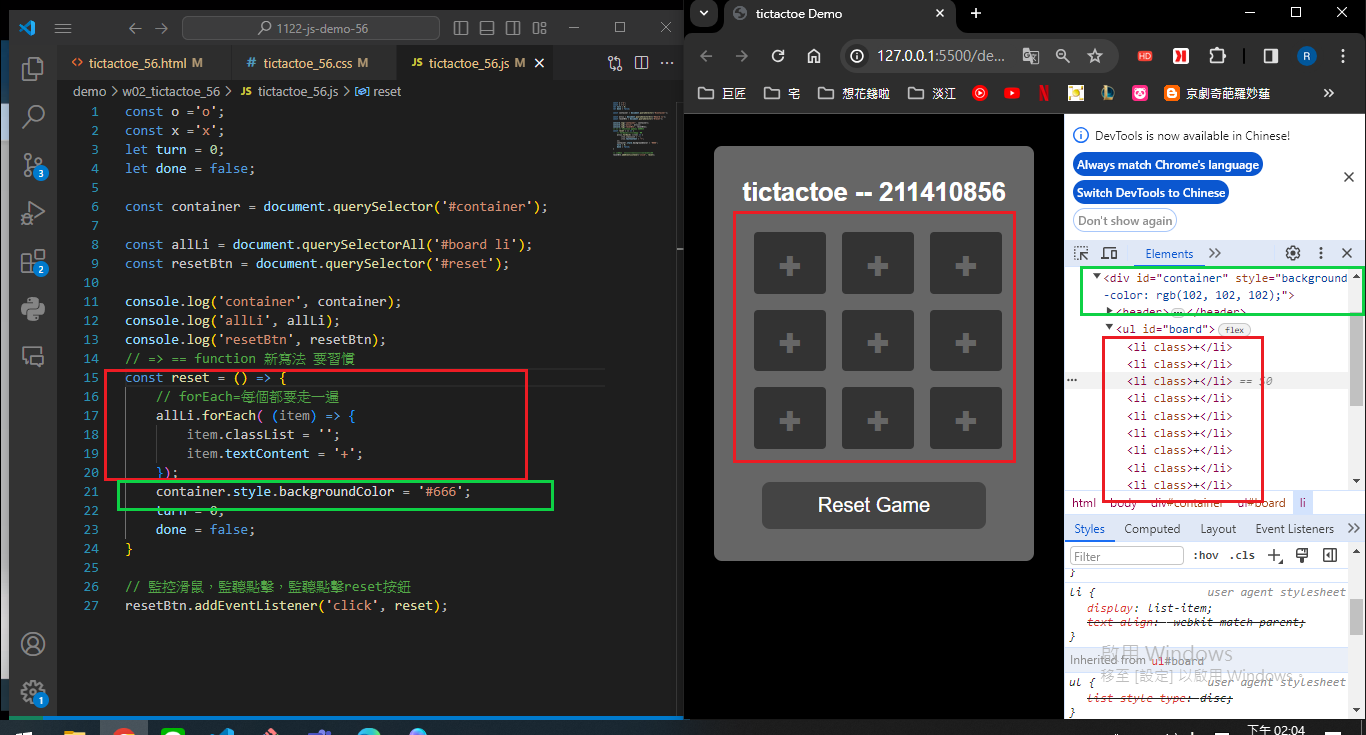 1122-js-demo-56
tictactoe_56.html M
tictactoe_56.css M
JS tictactoe_56.js M
demo > w02_tictactoe_56 > JS tictactoe_56.js > reset
1 const o ='o';
2 const x ='x';
3 let turn = 0;
4 let done = false;
5
6 const container = document.querySelector('#container');
7
8 const allLi = document.querySelectorAll('#board li');
9 const resetBtn = document.querySelector('#reset');
10
11 console.log('container', container);
12 console.log('allLi', allLi);
13 console.log('resetBtn', resetBtn);
14 // => == function 新寫法 要習慣
15 const reset = () => {
16 // forEach=每個都要走一遍
17 allLi.forEach( (item) => {
18 item.classList = '';
19 item.textContent = '+';
20 });
21 container.style.backgroundColor = '#666';
22 turn = 0;
23 done = false;
24 }
25
26 // 監控滑鼠，監聽點擊，監聽點擊reset按鈕
27 resetBtn.addEventListener('click', reset);
3
2
1
tictactoe Demo
127.0.0.1:5500/de...
HD
R
巨匠
宅
想花錢啦
淡江
京劇奇葩羅妙蕬
tictactoe -- 211410856
+ + +
+ + +
+ + +
Reset Game
DevTools is now available in Chinese!
Always match Chrome's language
Switch DevTools to Chinese
Don't show again
Elements
<div id="container" style="background
-color: rgb(102, 102, 102);">
<header>…</header>
<ul id="board"> flex
<li class>+</li>
<li class>+</li>
<li class>+</li> == $0
<li class>+</li>
<li class>+</li>
<li class>+</li>
<li class>+</li>
<li class>+</li>
<li class>+</li>
html body div#container ul#board li
Styles Computed Layout Event Listeners
Filter :hov .cls
}
li { user agent stylesheet
display: list-item;
text-align: -webkit-match-parent;
}
Inherited from ul#board
ul { user agent stylesheet
list-style-type: disc;
}
啟用 Windows
移至 [設定] 以啟用 Windows。
下午 02:04